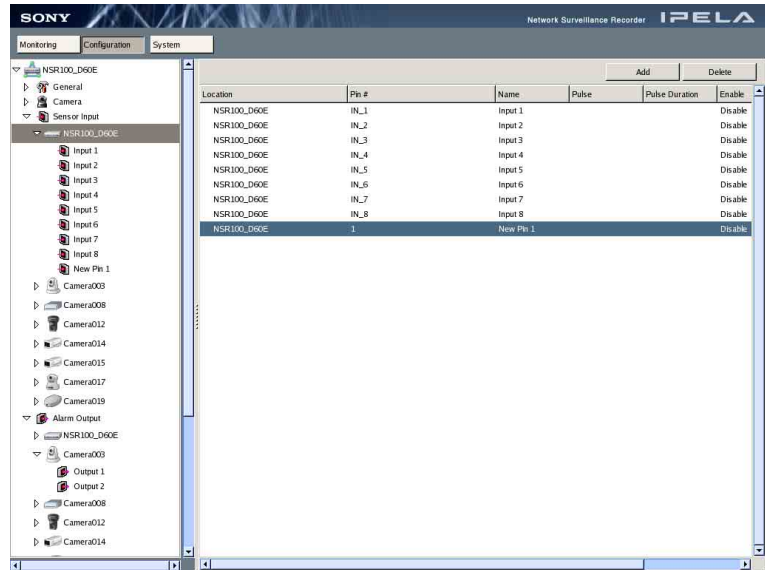 SONY
Network Surveillance Recorder IPELA
Monitoring Configuration System
NSR100_D60E
General
Camera
Sensor Input
NSR100_D60E
Input 1
Input 2
Input 3
Input 4
Input 5
Input 6
Input 7
Input 8
New Pin 1
Camera003
Camera008
Camera012
Camera014
Camera015
Camera017
Camera019
Alarm Output
NSR100_D60E
Camera003
Output 1
Output 2
Camera008
Camera012
Camera014
Add Delete
Location Pin # Name Pulse Pulse Duration Enable
NSR100_D60E IN_1 Input 1 Disable
NSR100_D60E IN_2 Input 2 Disable
NSR100_D60E IN_3 Input 3 Disable
NSR100_D60E IN_4 Input 4 Disable
NSR100_D60E IN_5 Input 5 Disable
NSR100_D60E IN_6 Input 6 Disable
NSR100_D60E IN_7 Input 7 Disable
NSR100_D60E IN_8 Input 8 Disable
NSR100_D60E 1 New Pin 1 Disable